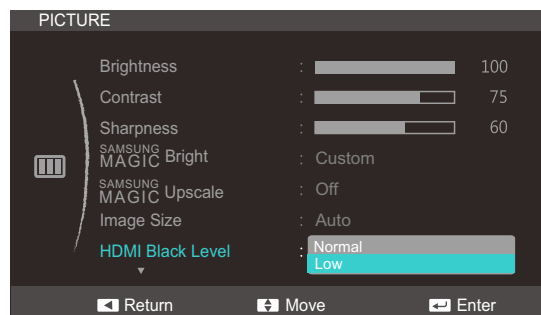 PICTURE
Brightness : 100
Contrast : 75
Sharpness : 60
SAMSUNG MAGIC Bright : Custom
SAMSUNG MAGIC Upscale : Off
Image Size : Auto
HDMI Black Level : Normal
Low
Return Move Enter